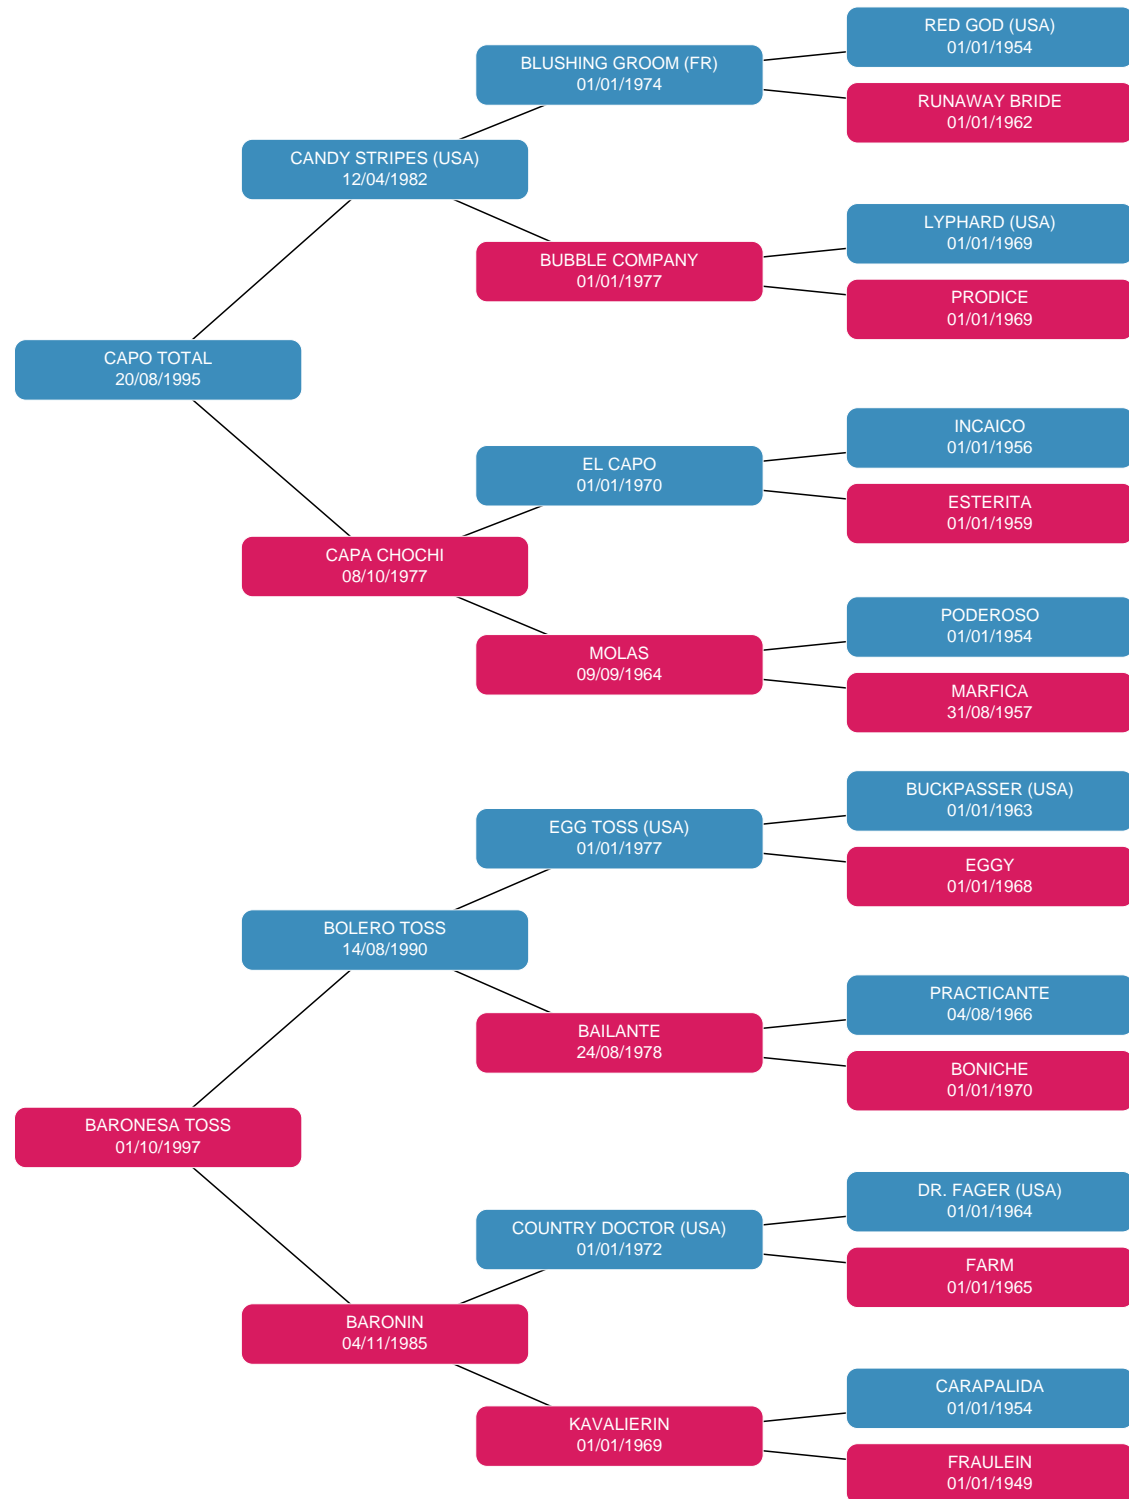 RED GOD (USA)
01/01/1954
BLUSHING GROOM (FR)
01/01/1974
RUNAWAY BRIDE
01/01/1962
CANDY STRIPES (USA)
12/04/1982
LYPHARD (USA)
01/01/1969
BUBBLE COMPANY
01/01/1977
PRODICE
01/01/1969
CAPO TOTAL
20/08/1995
INCAICO
01/01/1956
EL CAPO
01/01/1970
ESTERITA
01/01/1959
CAPA CHOCHI
08/10/1977
PODEROSO
01/01/1954
MOLAS
09/09/1964
MARFICA
31/08/1957
BUCKPASSER (USA)
01/01/1963
EGG TOSS (USA)
01/01/1977
EGGY
01/01/1968
BOLERO TOSS
14/08/1990
PRACTICANTE
04/08/1966
BAILANTE
24/08/1978
BONICHE
01/01/1970
BARONESA TOSS
01/10/1997
DR. FAGER (USA)
01/01/1964
COUNTRY DOCTOR (USA)
01/01/1972
FARM
01/01/1965
BARONIN
04/11/1985
CARAPALIDA
01/01/1954
KAVALIERIN
01/01/1969
FRAULEIN
01/01/1949